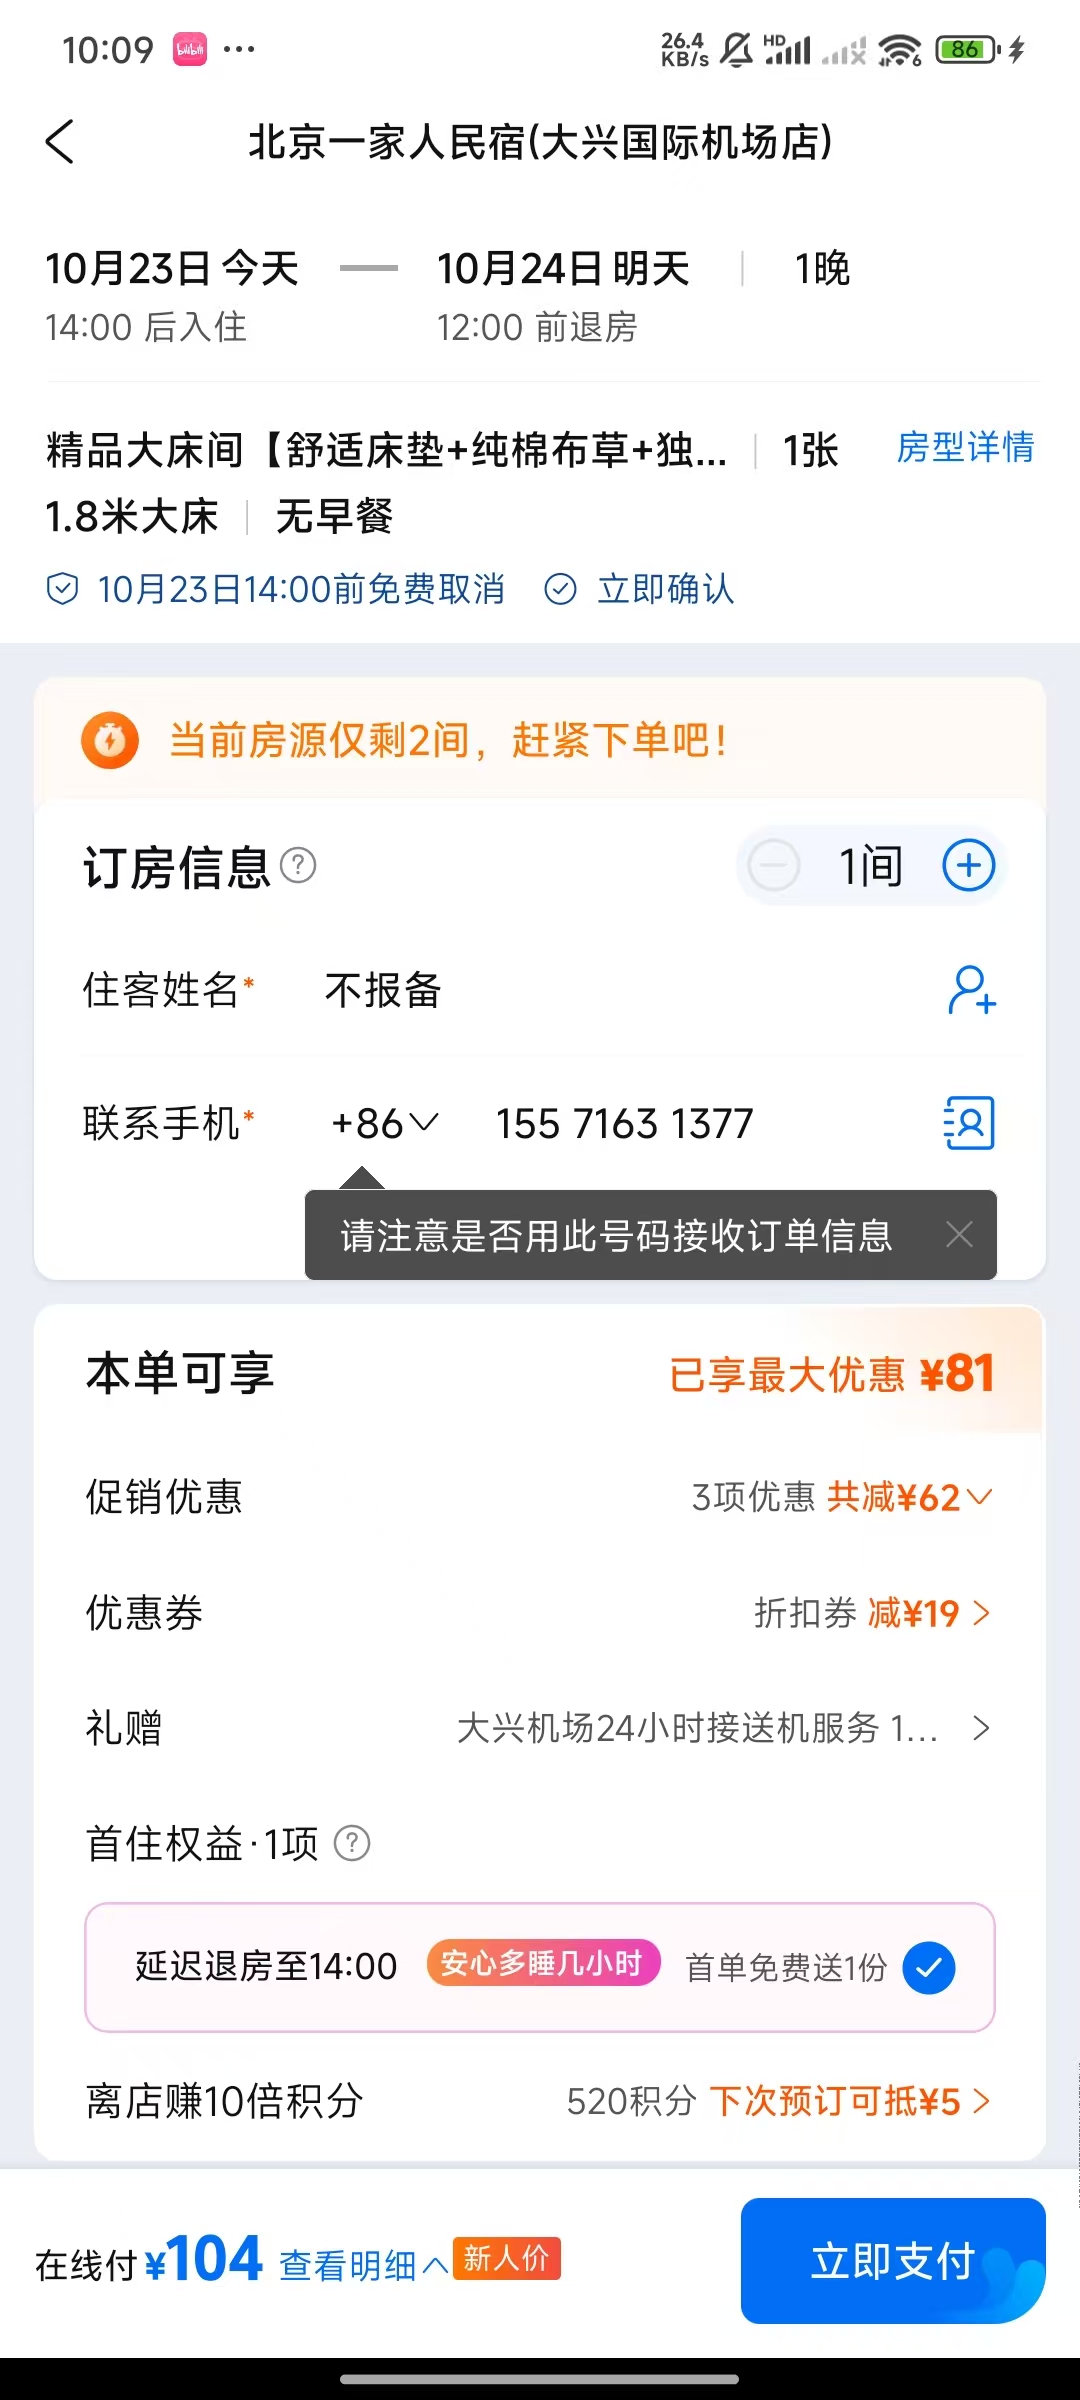 10:09 bilibili ··· 26.4 KB/s HD 6 86
北京一家人民宿(大兴国际机场店)
10月23日 今天 — 10月24日 明天 | 1晚
14:00 后入住 12:00 前退房
精品大床间【舒适床垫+纯棉布草+独... | 1张 房型详情
1.8米大床 | 无早餐
10月23日14:00前免费取消 立即确认
当前房源仅剩2间，赶紧下单吧！
订房信息? 1间
住客姓名* 不报备
联系手机* +86 155 7163 1377
请注意是否用此号码接收订单信息
本单可享 已享最大优惠 ¥81
促销优惠 3项优惠 共减¥62
优惠券 折扣券 减¥19
礼赠 大兴机场24小时接送机服务 1...
首住权益·1项 ?
延迟退房至14:00 安心多睡几小时 首单免费送1份
离店赚10倍积分 520积分 下次预订可抵¥5
在线付 ¥104 查看明细 新人价 立即支付